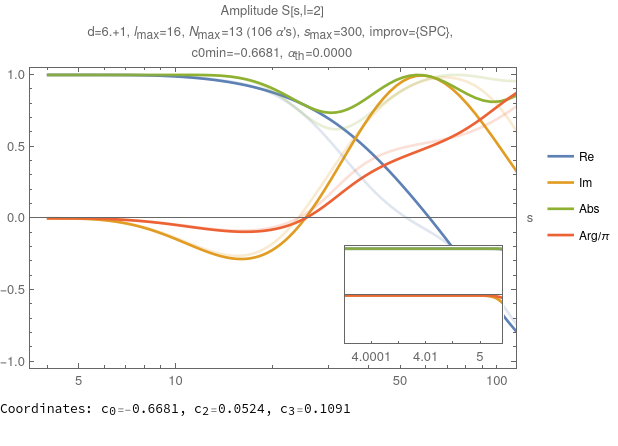 Amplitude S[s,l=2]
d=6.+1, lmax=16, Nmax=13 (106 α's), smax=300, improv={SPC},
c0min=-0.6681, αth=0.0000
1.0
0.5
0.0
-0.5
-1.0
s
Re
Im
Abs
Arg/π
4.0001 4.01 5
5 10 50 100
Coordinates: c0=-0.6681, c2=0.0524, c3=0.1091